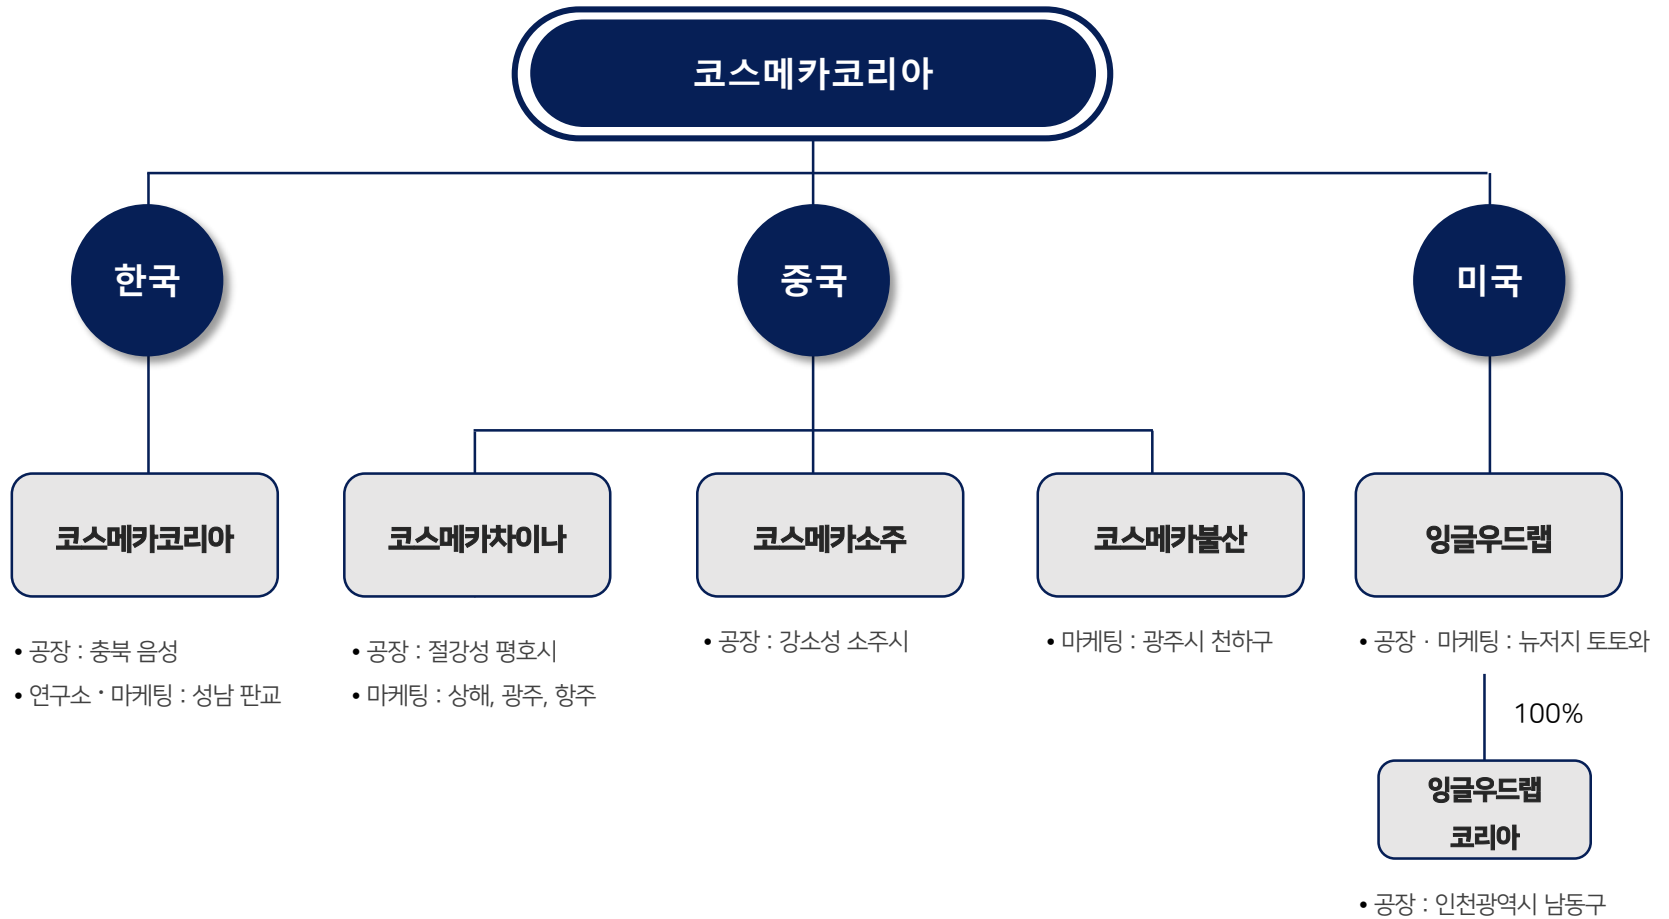 코스메카코리아
한국
중국
미국
코스메카코리아
• 공장 : 충북 음성
• 연구소 · 마케팅 : 성남 판교
코스메카차이나
• 공장 : 절강성 평호시
• 마케팅 : 상해, 광주, 항주
코스메카소주
• 공장 : 강소성 소주시
코스메카불산
• 마케팅 : 광주시 천하구
잉글우드랩
• 공장 · 마케팅 : 뉴저지 토토와
100%
잉글우드랩
코리아
• 공장 : 인천광역시 남동구